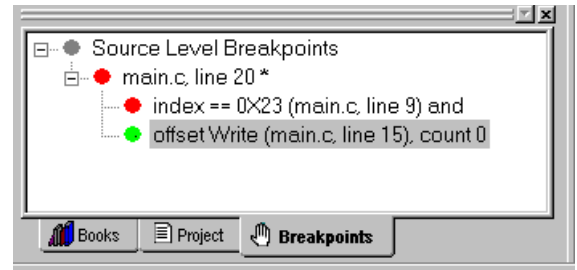 Source Level Breakpoints
main.c, line 20 *
index == 0X23 (main.c, line 9) and
offset Write (main.c, line 15), count 0
Books Project Breakpoints